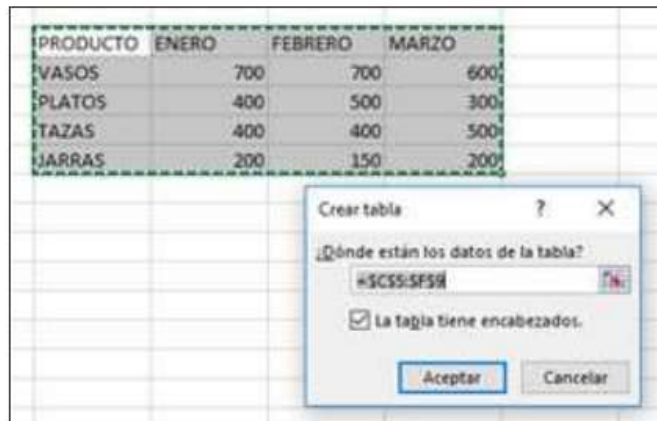 PRODUCTO ENERO FEBRERO MARZO
VASOS 700 700 600
PLATOS 400 500 300
TAZAS 400 400 500
JARRAS 200 150 200
Crear tabla ? ×
¿Dónde están los datos de la tabla?
=$C$5:$F$9
La tabla tiene encabezados.
Aceptar Cancelar